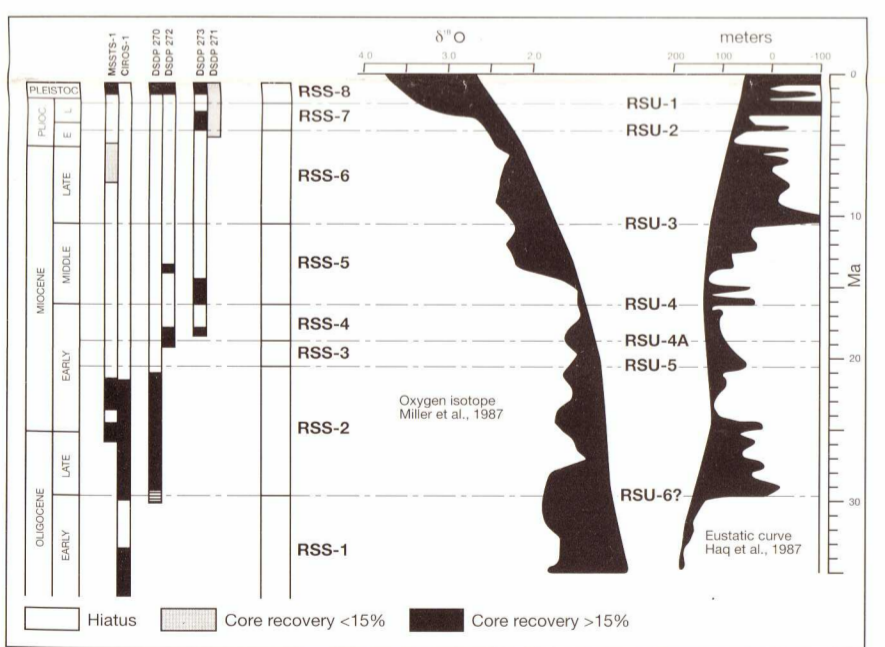 MSSTS-1
CIROS-1
DSDP 270
DSDP 272
DSDP 273
DSDP 271
δ¹⁸O
meters
4.0 3.0 2.0
200 100 0 -100
PLEISTOC
PLIOC
L
E
MIOCENE
LATE
MIDDLE
EARLY
OLIGOCENE
LATE
EARLY
RSS-8
RSS-7
RSS-6
RSS-5
RSS-4
RSS-3
RSS-2
RSS-1
Oxygen isotope
Miller et al., 1987
RSU-1
RSU-2
RSU-3
RSU-4
RSU-4A
RSU-5
RSU-6?
Eustatic curve
Haq et al., 1987
0
10
Ma
20
30
Hiatus
Core recovery <15%
Core recovery >15%